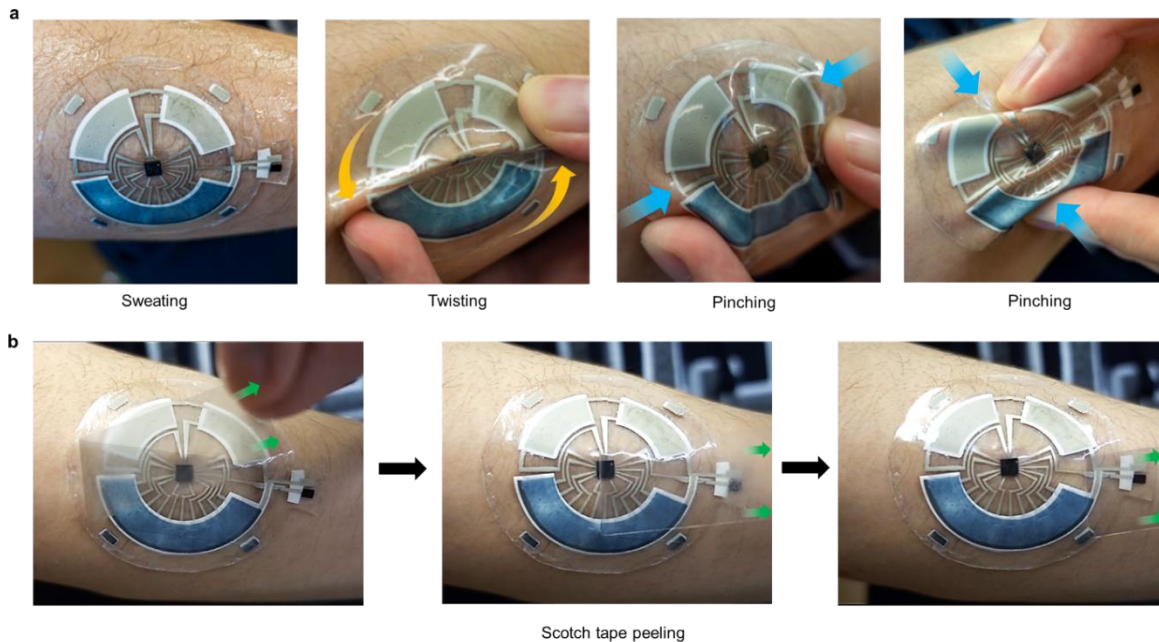 a
Sweating
Twisting
Pinching
Pinching
b
Scotch tape peeling